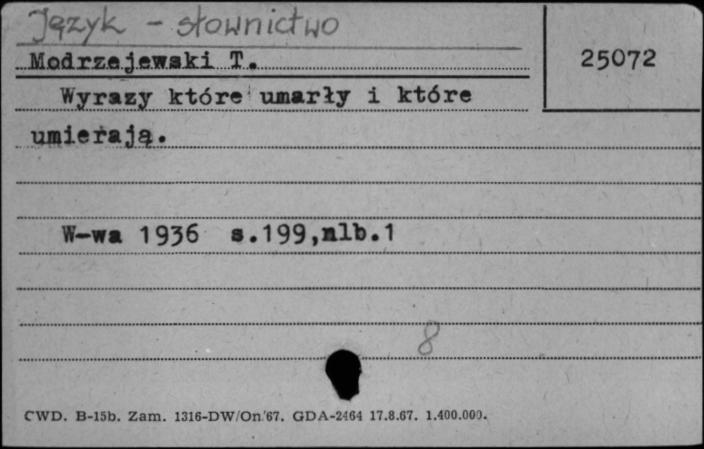 Język - słownictwo
Modrzejewski T.
25072
Wyrazy które umarły i które
umierają.
W-wa 1936 s.199,nlb.1
8
CWD. B-15b. Zam. 1316-DW/On/67. GDA-2464 17.8.67. 1.400.000.